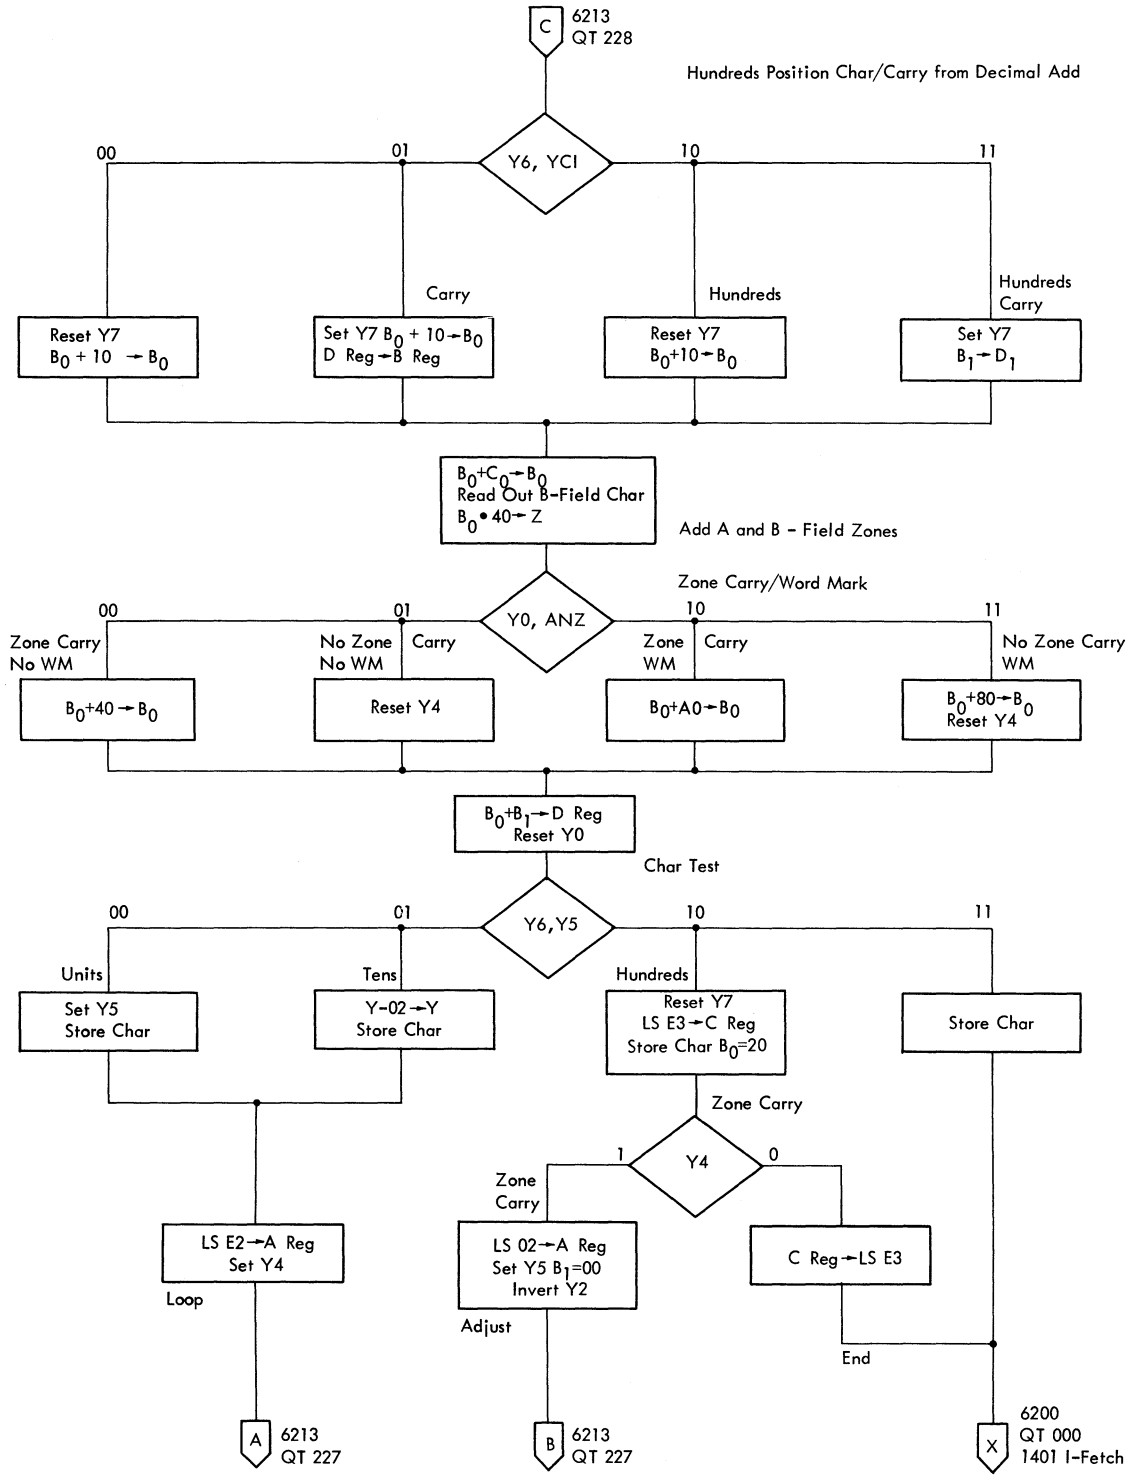 C
6213
QT 228
Hundreds Position Char/Carry from Decimal Add
Y6, YCI
00
01
10
11
Carry
Hundreds
Hundreds
Carry
Reset Y7
B0 + 10 → B0
Set Y7 B0 + 10→B0
D Reg→B Reg
Reset Y7
B0+10→B0
Set Y7
B1→D1
B0+C0→B0
Read Out B-Field Char
B0•40→Z
Add A and B - Field Zones
Zone Carry/Word Mark
Y0, ANZ
00
01
10
11
Zone Carry
No WM
No Zone Carry
No WM
Zone Carry
WM
No Zone Carry
WM
B0+40→B0
Reset Y4
B0+A0→B0
B0+80→B0
Reset Y4
B0+B1→D Reg
Reset Y0
Char Test
Y6,Y5
00
01
10
11
Units
Tens
Hundreds
Set Y5
Store Char
Y-02→Y
Store Char
Reset Y7
LS E3→C Reg
Store Char B0=20
Store Char
Zone Carry
Y4
1
0
Zone
Carry
LS E2→A Reg
Set Y4
Loop
LS 02→A Reg
Set Y5 B1=00
Invert Y2
Adjust
C Reg→LS E3
End
A
6213
QT 227
B
6213
QT 227
X
6200
QT 000
1401 I-Fetch